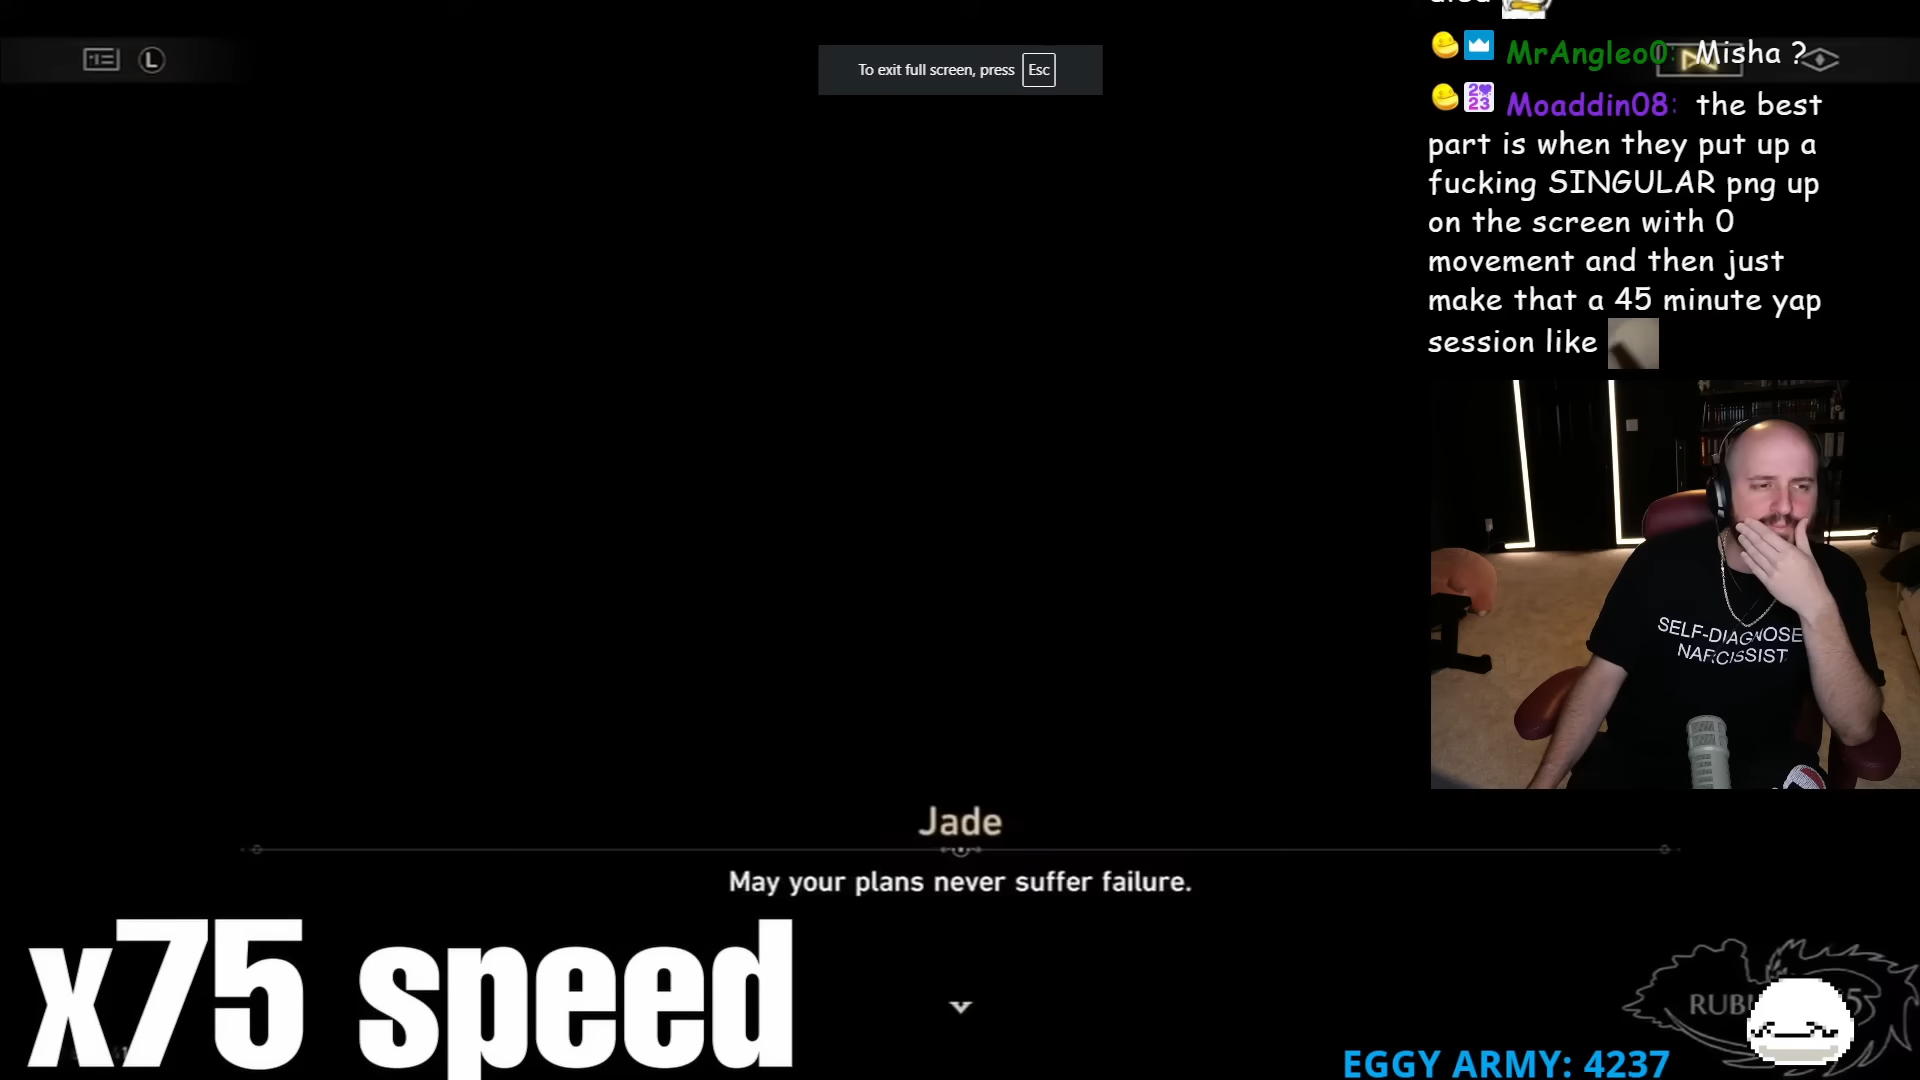 L
To exit full screen, press Esc
MrAngleo0: Misha ?
2 23 Moaddin08: the best
part is when they put up a
fucking SINGULAR png up
on the screen with 0
movement and then just
make that a 45 minute yap
session like
SELF-DIAGNOSE
NARCISSIST
Jade
May your plans never suffer failure.
x75 speed
EGGY ARMY: 4237